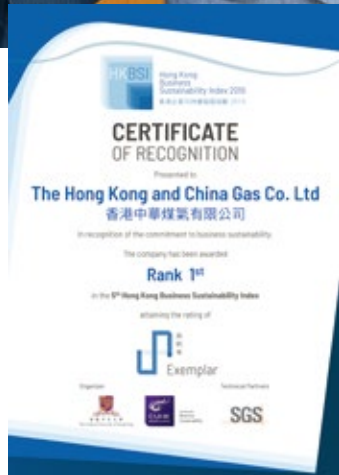 HKBSI
Hong Kong
Business
Sustainability Index 2019
CERTIFICATE
OF RECOGNITION
Presented to
The Hong Kong and China Gas Co. Ltd
香港中華煤氣有限公司
In recognition of the commitment to business sustainability.
The company has been awarded
Rank 1st
in the 5th Hong Kong Business Sustainability Index
attaining the rating of
Exemplar
Organizer
Technical Partners
SGS